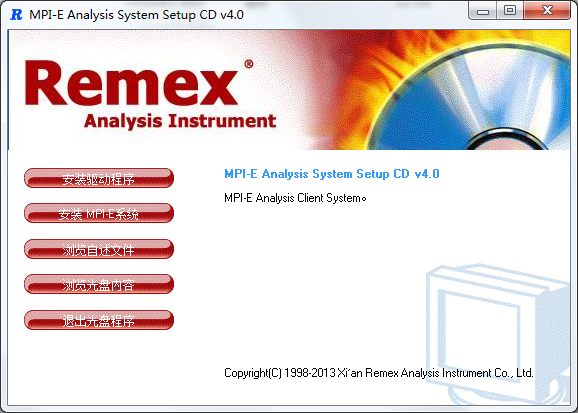 R MPI-E Analysis System Setup CD v4.0
Remex®
Analysis Instrument
安装驱动程序
安装 MPI-E系统
浏览自述文件
浏览光盘内容
退出光盘程序
MPI-E Analysis System Setup CD v4.0
MPI-E Analysis Client System。
Copyright(C) 1998-2013 Xi'an Remex Analysis Instrument Co., Ltd.